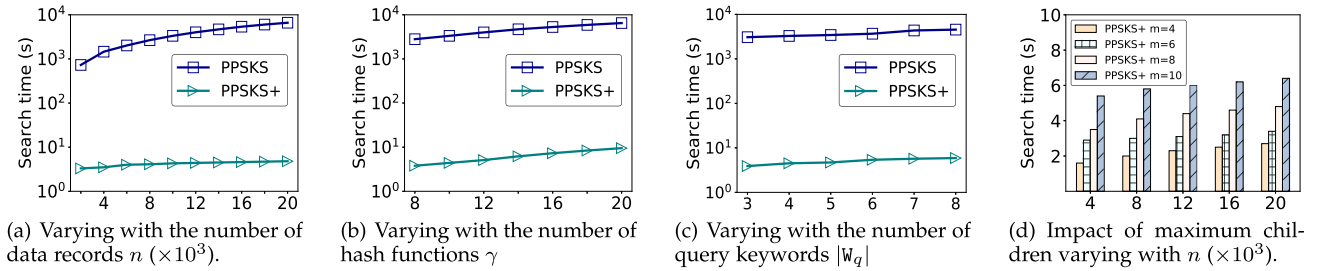 Search time (s)
10^4
10^3
10^2
10^1
10^0
PPSKS
PPSKS+
4 8 12 16 20
(a) Varying with the number of
data records n (×10^3).
Search time (s)
10^4
10^3
10^2
10^1
10^0
PPSKS
PPSKS+
8 12 16 20
(b) Varying with the number of
hash functions γ
Search time (s)
10^4
10^3
10^2
10^1
10^0
PPSKS
PPSKS+
3 4 5 6 7 8
(c) Varying with the number of
query keywords |W_q|
Search time (s)
10
8
6
4
2
PPSKS+ m=4
PPSKS+ m=6
PPSKS+ m=8
PPSKS+ m=10
4 8 12 16 20
(d) Impact of maximum chil-
dren varying with n (×10^3).